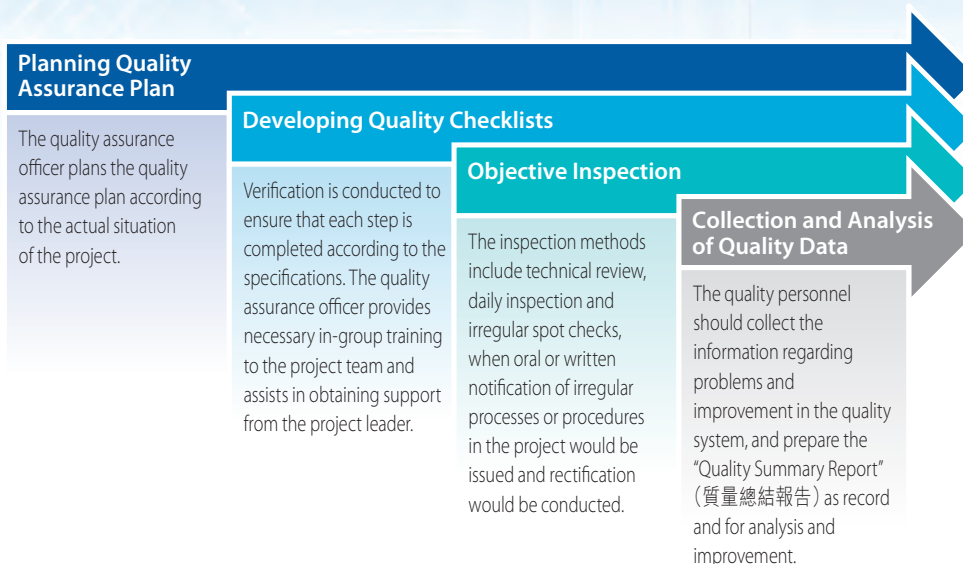 Planning Quality
Assurance Plan
The quality assurance
officer plans the quality
assurance plan according
to the actual situation
of the project.
Developing Quality Checklists
Verification is conducted to
ensure that each step is
completed according to the
specifications. The quality
assurance officer provides
necessary in-group training
to the project team and
assists in obtaining support
from the project leader.
Objective Inspection
The inspection methods
include technical review,
daily inspection and
irregular spot checks,
when oral or written
notification of irregular
processes or procedures
in the project would be
issued and rectification
would be conducted.
Collection and Analysis
of Quality Data
The quality personnel
should collect the
information regarding
problems and
improvement in the quality
system, and prepare the
“Quality Summary Report”
（質量總結報告）as record
and for analysis and
improvement.